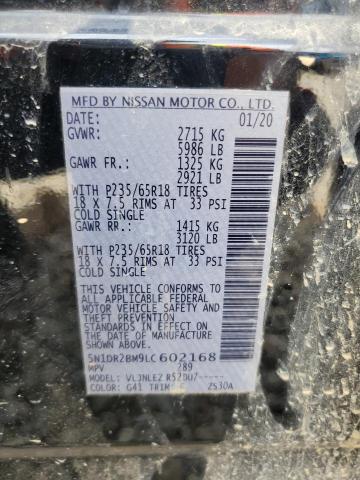 MFD BY NISSAN MOTOR CO., LTD.
DATE: 01/20
GVWR: 2715 KG
5986 LB
GAWR FR.: 1325 KG
2921 LB
WITH P235/65R18 TIRES
18 X 7.5 RIMS AT 33 PSI
COLD SINGLE
GAWR RR.: 1415 KG
3120 LB
WITH P235/65R18 TIRES
18 X 7.5 RIMS AT 33 PSI
COLD SINGLE
THIS VEHICLE CONFORMS TO
ALL APPLICABLE FEDERAL
MOTOR VEHICLE SAFETY
STANDARDS IN EFFECT ON
THE DATE OF MANUFACTURE
SHOWN ABOVE.
5N1DR2BM9LC602168
MPV 289
MODEL: VLJNLEZ R52DU7-----
COLOR: G41 TRIM: ZS30A